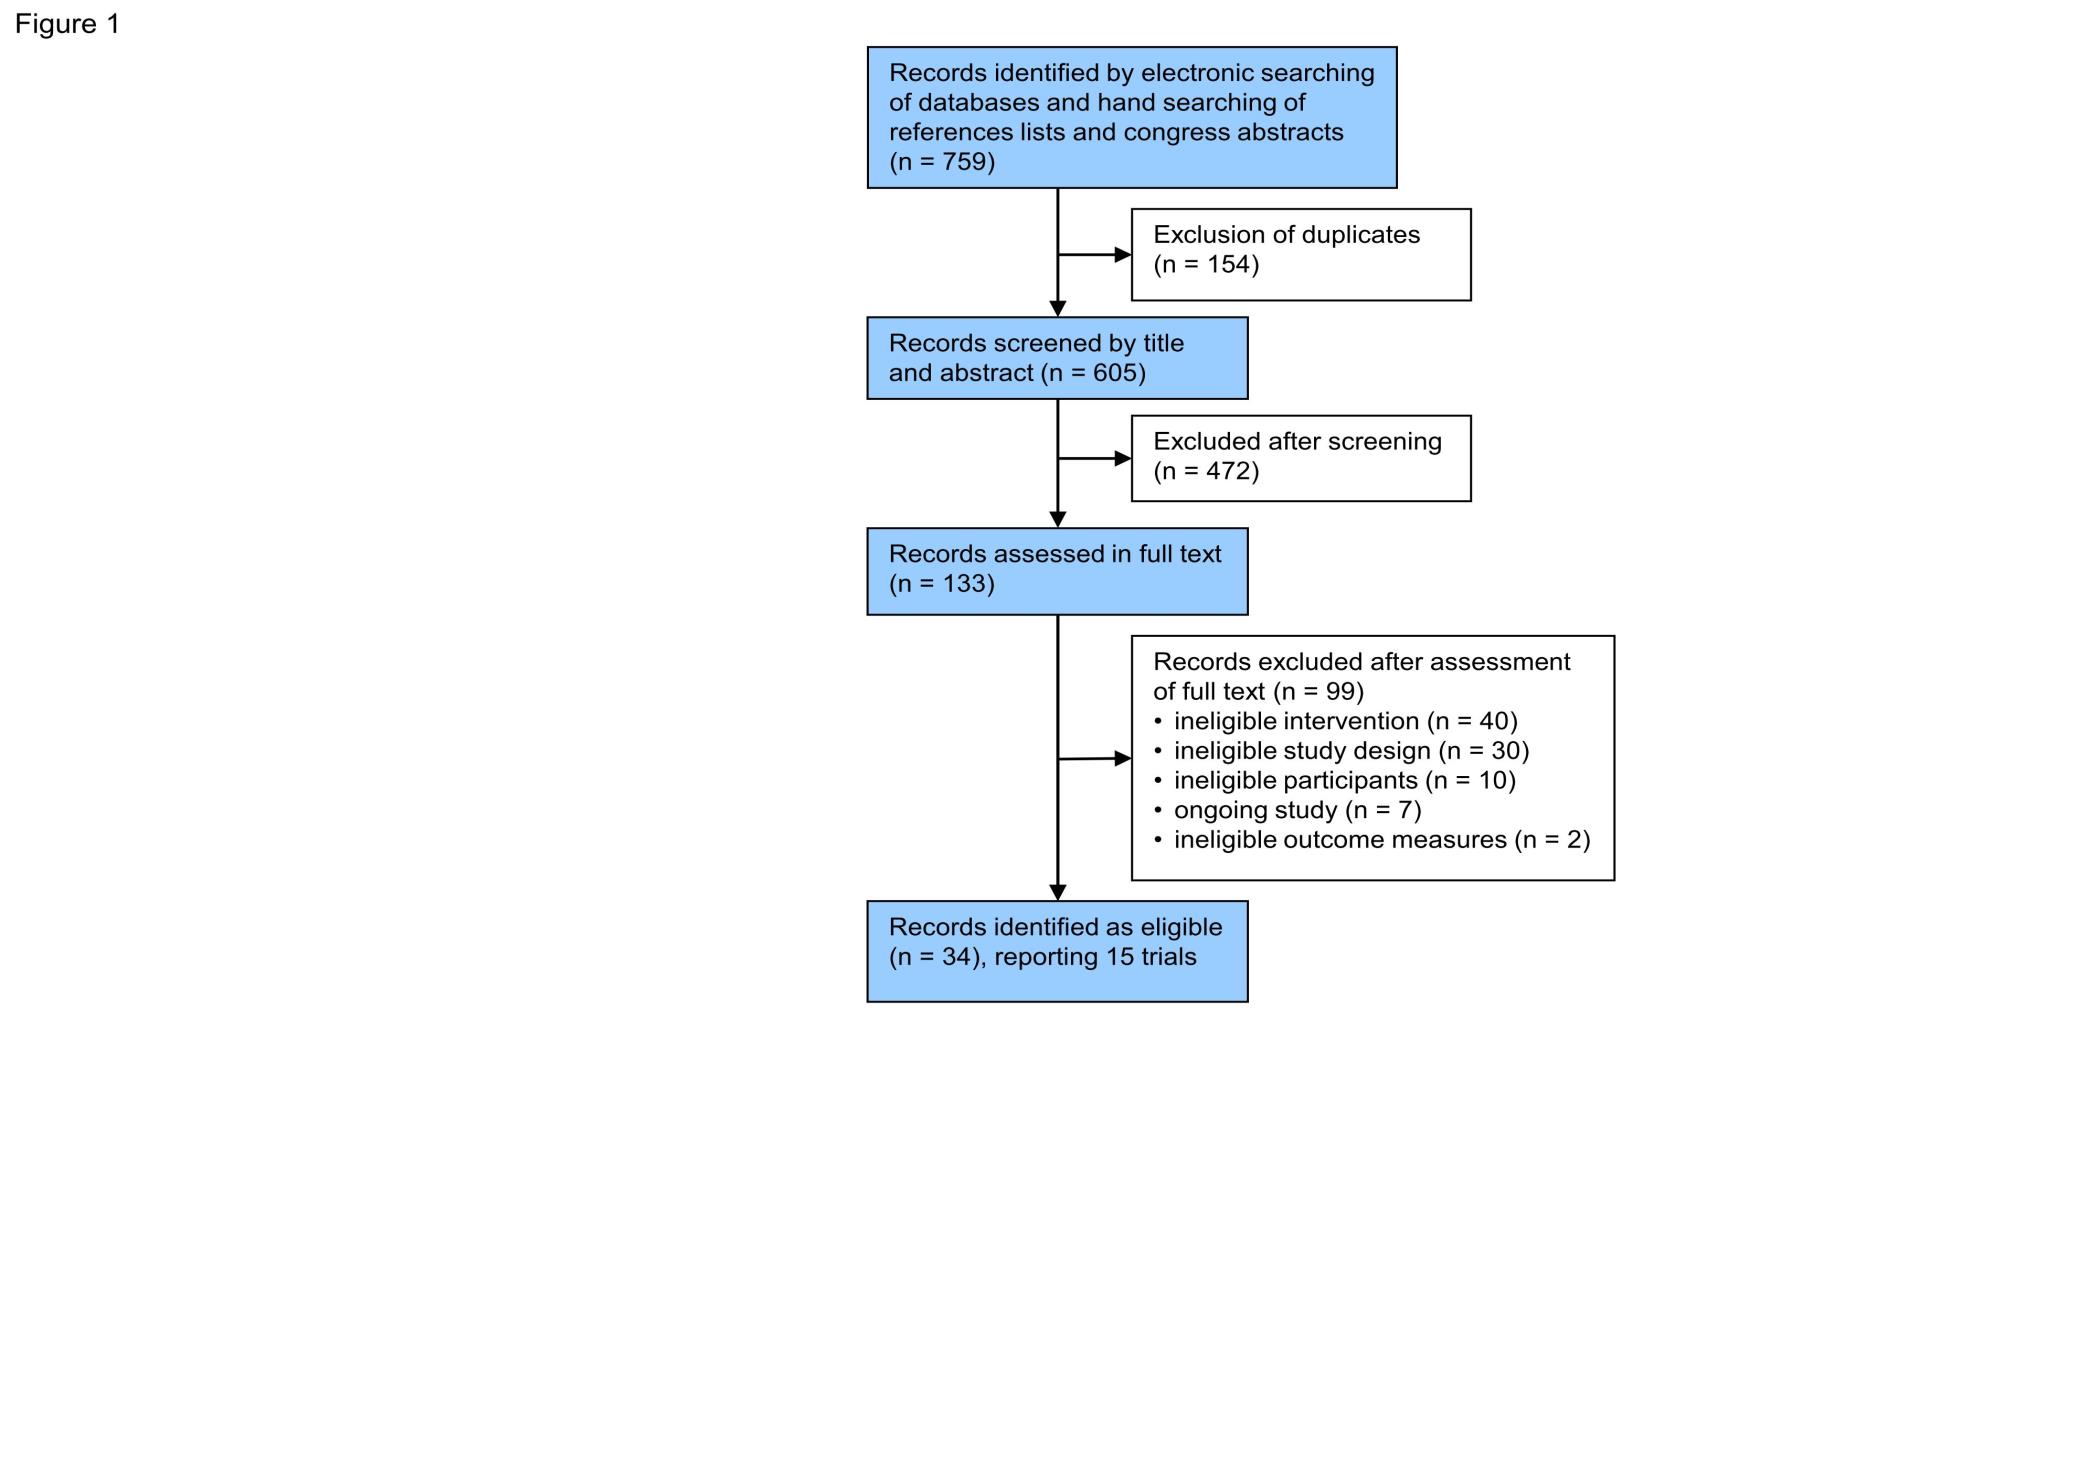 Figure 1
Records identified by electronic searching
of databases and hand searching of
references lists and congress abstracts
(n = 759)
Exclusion of duplicates
(n = 154)
Records screened by title
and abstract (n = 605)
Excluded after screening
(n = 472)
Records assessed in full text
(n = 133)
Records excluded after assessment
of full text (n = 99)
• ineligible intervention (n = 40)
• ineligible study design (n = 30)
• ineligible participants (n = 10)
• ongoing study (n = 7)
• ineligible outcome measures (n = 2)
Records identified as eligible
(n = 34), reporting 15 trials